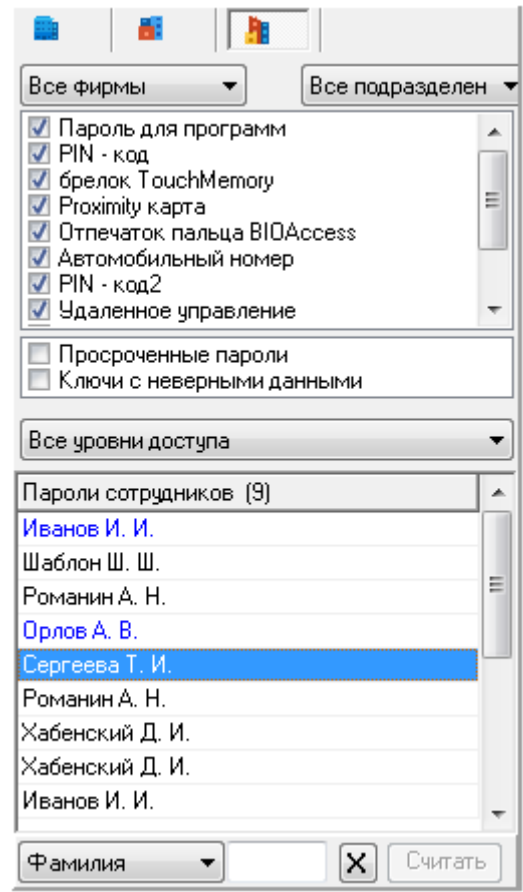 Все фирмы
Все подразделен
Пароль для программ
PIN - код
брелок TouchMemory
Proximity карта
Отпечаток пальца BIOAccess
Автомобильный номер
PIN - код2
Удаленное управление
Просроченные пароли
Ключи с неверными данными
Все уровни доступа
Пароли сотрудников (9)
Иванов И. И.
Шаблон Ш. Ш.
Романин А. Н.
Орлов А. В.
Сергеева Т. И.
Романин А. Н.
Хабенский Д. И.
Хабенский Д. И.
Иванов И. И.
Фамилия
X
Считать